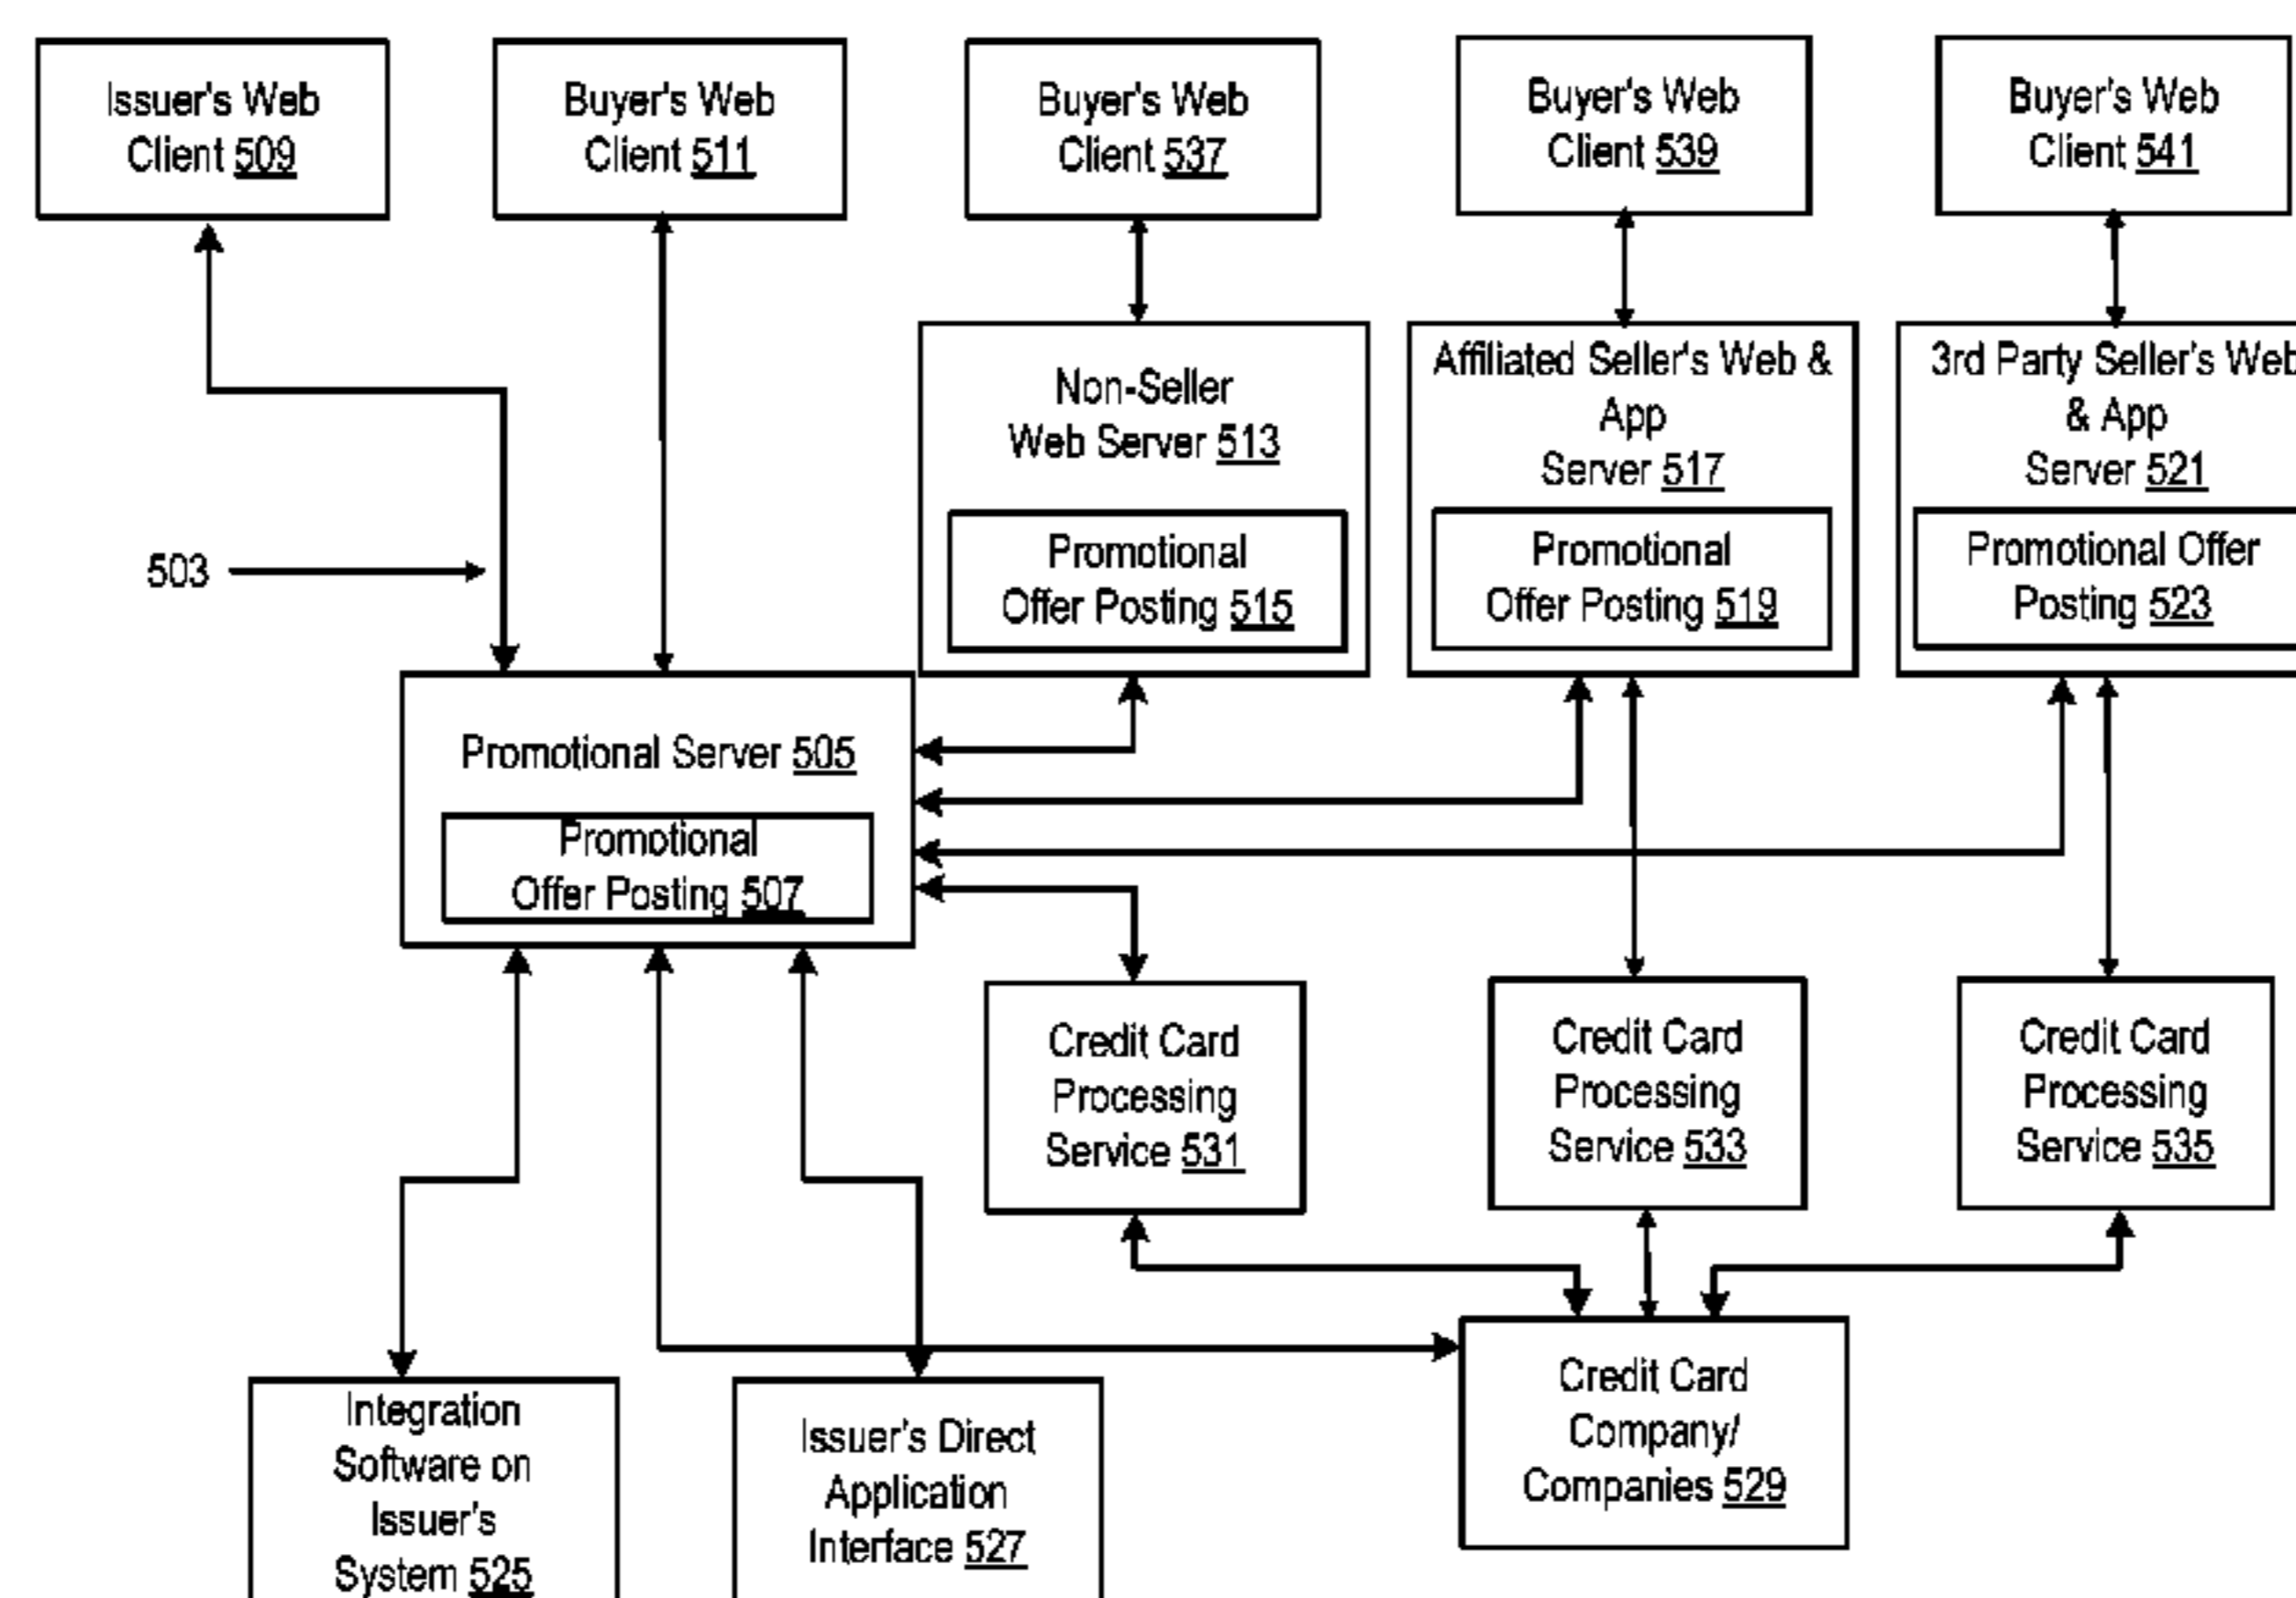 Issuer's Web
Client 509
Buyer's Web
Client 511
Buyer's Web
Client 537
Buyer's Web
Client 539
Buyer's Web
Client 541
Non-Seller
Web Server 513
Promotional
Offer Posting 515
Affiliated Seller's Web &
App
Server 517
Promotional
Offer Posting 519
3rd Party Seller's Web
& App
Server 521
Promotional Offer
Posting 523
503
Promotional Server 505
Promotional
Offer Posting 507
Credit Card
Processing
Service 531
Credit Card
Processing
Service 533
Credit Card
Processing
Service 535
Integration
Software on
Issuer's
System 525
Issuer's Direct
Application
Interface 527
Credit Card
Company/
Companies 529